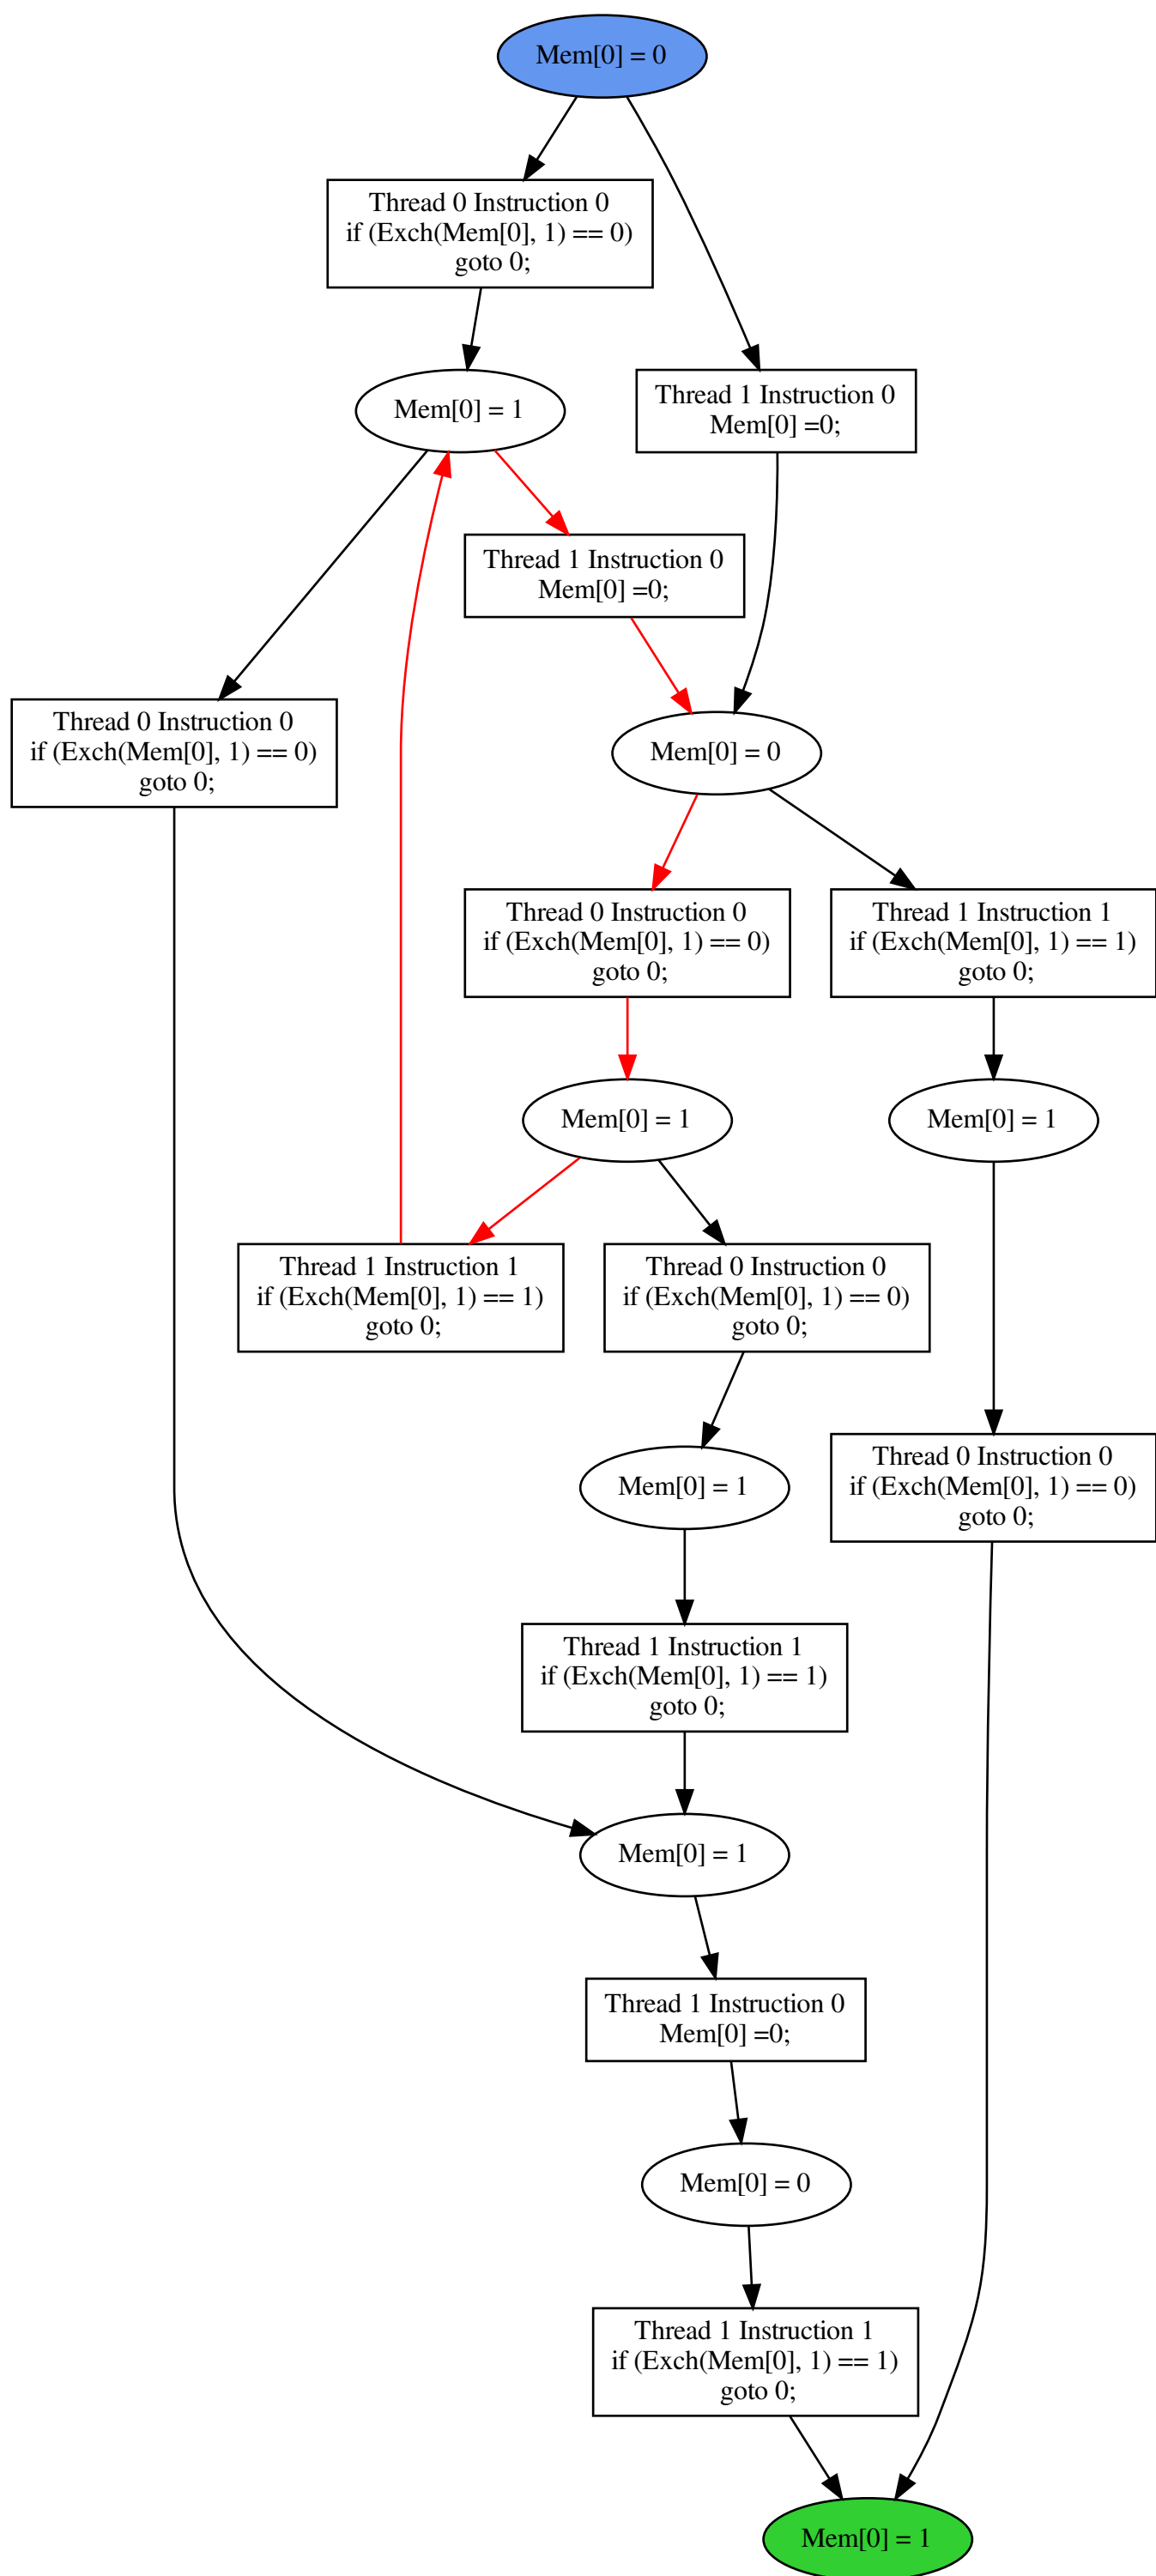 Mem[0] = 0
Thread 0 Instruction 0
if (Exch(Mem[0], 1) == 0)
goto 0;
Mem[0] = 1
Thread 1 Instruction 0
Mem[0] =0;
Thread 1 Instruction 0
Mem[0] =0;
Thread 0 Instruction 0
if (Exch(Mem[0], 1) == 0)
goto 0;
Mem[0] = 0
Thread 0 Instruction 0
if (Exch(Mem[0], 1) == 0)
goto 0;
Thread 1 Instruction 1
if (Exch(Mem[0], 1) == 1)
goto 0;
Mem[0] = 1
Mem[0] = 1
Thread 1 Instruction 1
if (Exch(Mem[0], 1) == 1)
goto 0;
Thread 0 Instruction 0
if (Exch(Mem[0], 1) == 0)
goto 0;
Mem[0] = 1
Thread 0 Instruction 0
if (Exch(Mem[0], 1) == 0)
goto 0;
Thread 1 Instruction 1
if (Exch(Mem[0], 1) == 1)
goto 0;
Mem[0] = 1
Thread 1 Instruction 0
Mem[0] =0;
Mem[0] = 0
Thread 1 Instruction 1
if (Exch(Mem[0], 1) == 1)
goto 0;
Mem[0] = 1